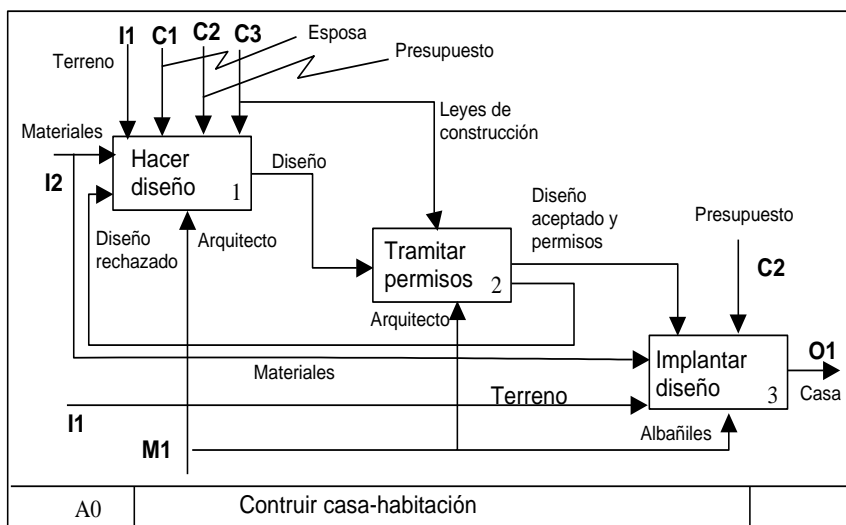 I1 C1 C2 C3 Esposa
Presupuesto
Terreno
Leyes de
construcción
Materiales
I2
Hacer
diseño
1
Diseño
Diseño
rechazado
Arquitecto
Tramitar
permisos
2
Diseño
aceptado y
permisos
Presupuesto
C2
Arquitecto
Implantar
diseño
3
O1
Casa
Materiales
Terreno
I1
Albañiles
M1
A0 Contruir casa-habitación